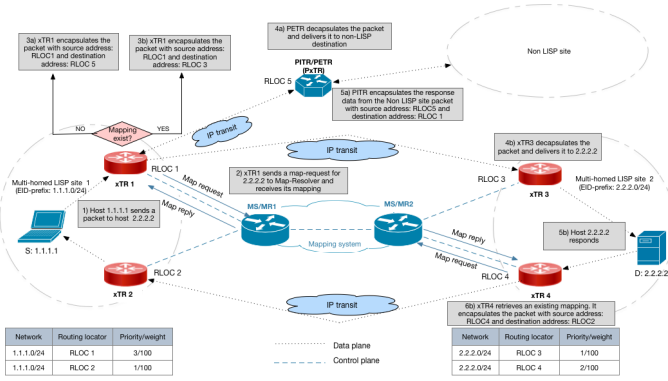 3a) xTR1 encapsulates the
packet with source address:
RLOC1 and destination
address: RLOC 5
3b) xTR1 encapsulates the
packet with source address:
RLOC1 and destination
address: RLOC 3
4a) PETR decapsulates the packet
and delivers it to non-LISP
destination
Non LISP site
PITR/PETR
(PxTR)
RLOC 5
5a) PITR encapsulates the response
data from the Non LISP site packet
with source address: RLOC5 and
destination address: RLOC 1
NO
Mapping
exist?
YES
IP transit
IP transit
4b) xTR3 decapsulates the
packet and delivers it to 2.2.2.2
RLOC 1
xTR 1
2) xTR1 sends a map-request for
2.2.2.2 to Map-Resolver and
receives its mapping
RLOC 3
xTR 3
Multi-homed LISP site 1
(EID-prefix: 1.1.1.0/24)
Multi-homed LISP site 2
(EID-prefix: 2.2.2.0/24)
Map request
Map reply
1) Host 1.1.1.1 sends a
packet to host 2.2.2.2
MS/MR1
MS/MR2
Mapping system
Map reply
Map request
5b) Host 2.2.2.2
responds
S: 1.1.1.1
D: 2.2.2.2
RLOC 2
xTR 2
RLOC 4
xTR 4
IP transit
6b) xTR4 retrieves an existing mapping. It
encapsulates the packet with source address:
RLOC4 and destination address: RLOC2
Network Routing locator Priority/weight
1.1.1.0/24 RLOC 1 3/100
1.1.1.0/24 RLOC 2 1/100
Data plane
Control plane
Network Routing locator Priority/weight
2.2.2.0/24 RLOC 3 1/100
2.2.2.0/24 RLOC 4 2/100